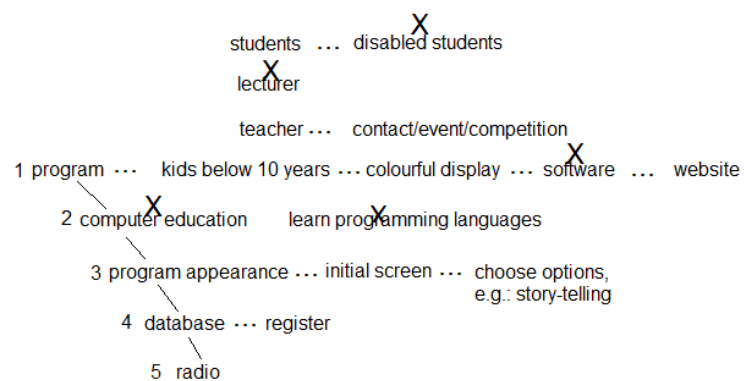 X
students ... disabled students
X
lecturer
teacher ... contact/event/competition
X
1 program ... kids below 10 years ... colourful display ... software ... website
X X
2 computer education learn programming languages
3 program appearance ... initial screen ... choose options,
e.g.: story-telling
4 database ... register
5 radio